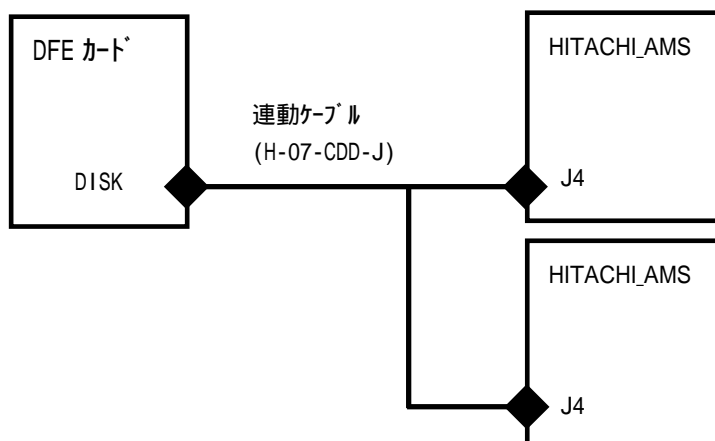 DFE ｶｰﾄﾞ
HITACHI_AMS
連動ｹｰﾌﾞﾙ
(H-07-CDD-J)
DISK
J4
HITACHI_AMS
J4